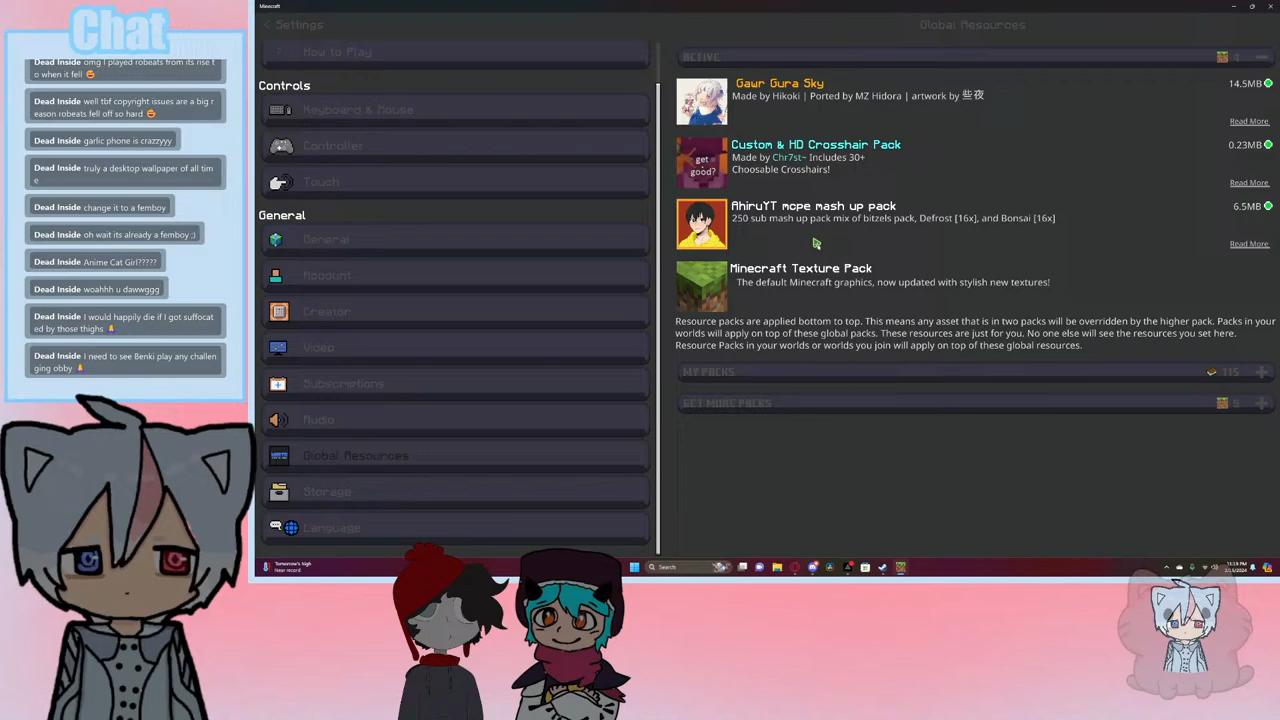 Chat
Dead Inside omg I played robeats from its rise t
o when it fell
Dead Inside well tbf copyright issues are a big r
eason robeats fell off so hard
Dead Inside garlic phone is crazzyyy
Dead Inside truly a desktop wallpaper of all tim
e
Dead Inside change it to a femboy
Dead Inside oh wait its already a femboy ;)
Dead Inside Anime Cat Girl?????
Dead Inside woahhh u dawwggg
Dead Inside I would happily die if I got suffocat
ed by those thighs
Dead Inside I need to see Benki play any challen
ging obby
Minecraft
Settings
How to Play
Controls
Keyboard & Mouse
Controller
Touch
General
General
Account
Creator
Video
Subscriptions
Audio
Global Resources
Storage
Language
Global Resources
ACTIVE
4
Gawr Gura Sky
14.5MB
Made by Hikoki | Ported by MZ Hidora | artwork by 些夜
Read More
get
good?
Custom & HD Crosshair Pack
0.23MB
Made by Chr7st~ Includes 30+
Choosable Crosshairs!
Read More
AhiruYT mcpe mash up pack
6.5MB
250 sub mash up pack mix of bitzels pack, Defrost [16x], and Bonsai [16x]
Read More
Minecraft Texture Pack
The default Minecraft graphics, now updated with stylish new textures!
Resource packs are applied bottom to top. This means any asset that is in two packs will be overridden by the higher pack. Packs in your
worlds will apply on top of these global packs. These resources are just for you. No one else will see the resources you set here.
Resource Packs in your worlds or worlds you join will apply on top of these global resources.
MY PACKS
115
GET MORE PACKS
5
Tomorrow's high
Near record
Search
2/15/2024